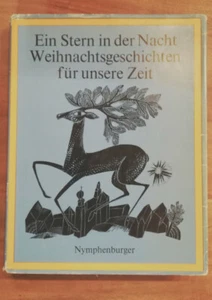 Ein Stern in der Nacht
Weihnachtsgeschichten
für unsere Zeit
Nymphenburger